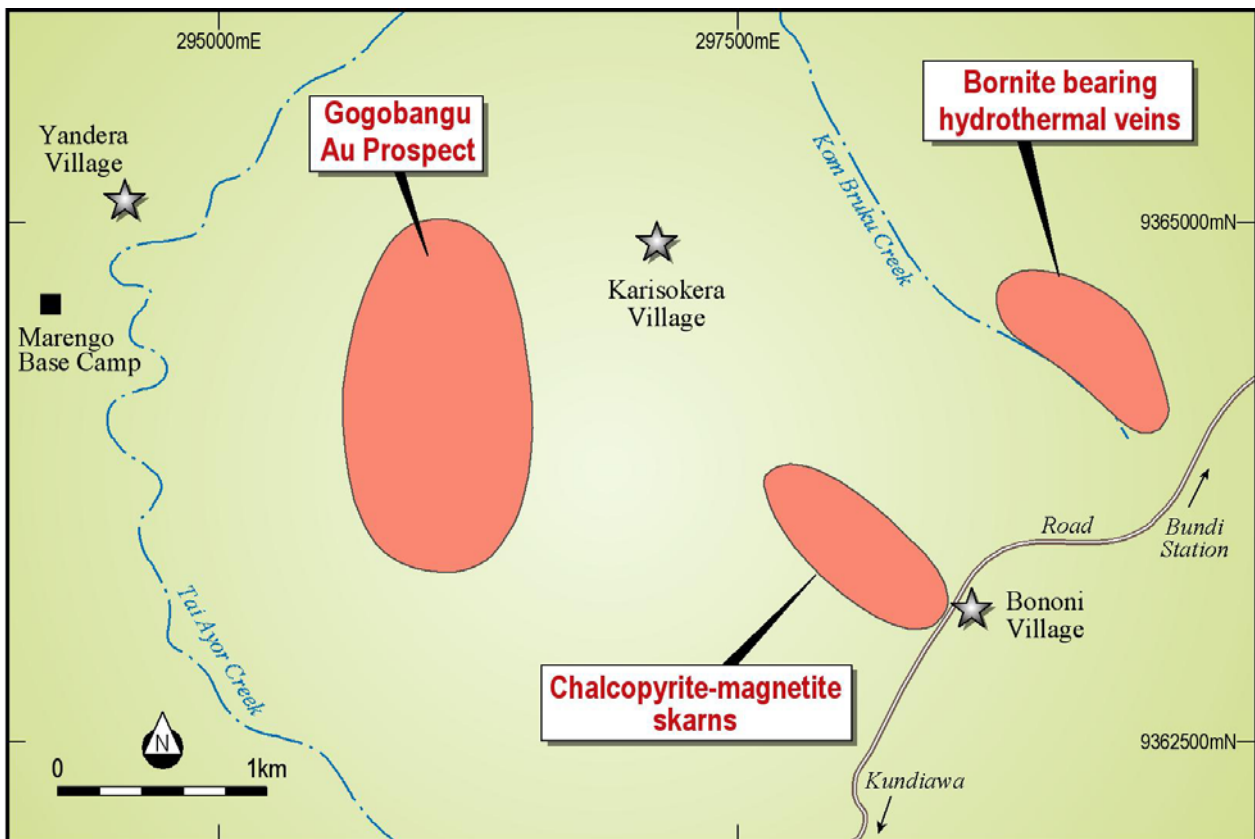 295000mE
297500mE
Bornite bearing
hydrothermal veins
Gogobangu
Au Prospect
Yandera
Village
Kom Bruku Creek
9365000mN
Karisokera
Village
Marengo
Base Camp
Road
Bundi
Station
Bononi
Village
Tai Ayor Creek
Chalcopyrite-magnetite
skarns
N
0 1km
9362500mN
Kundiawa